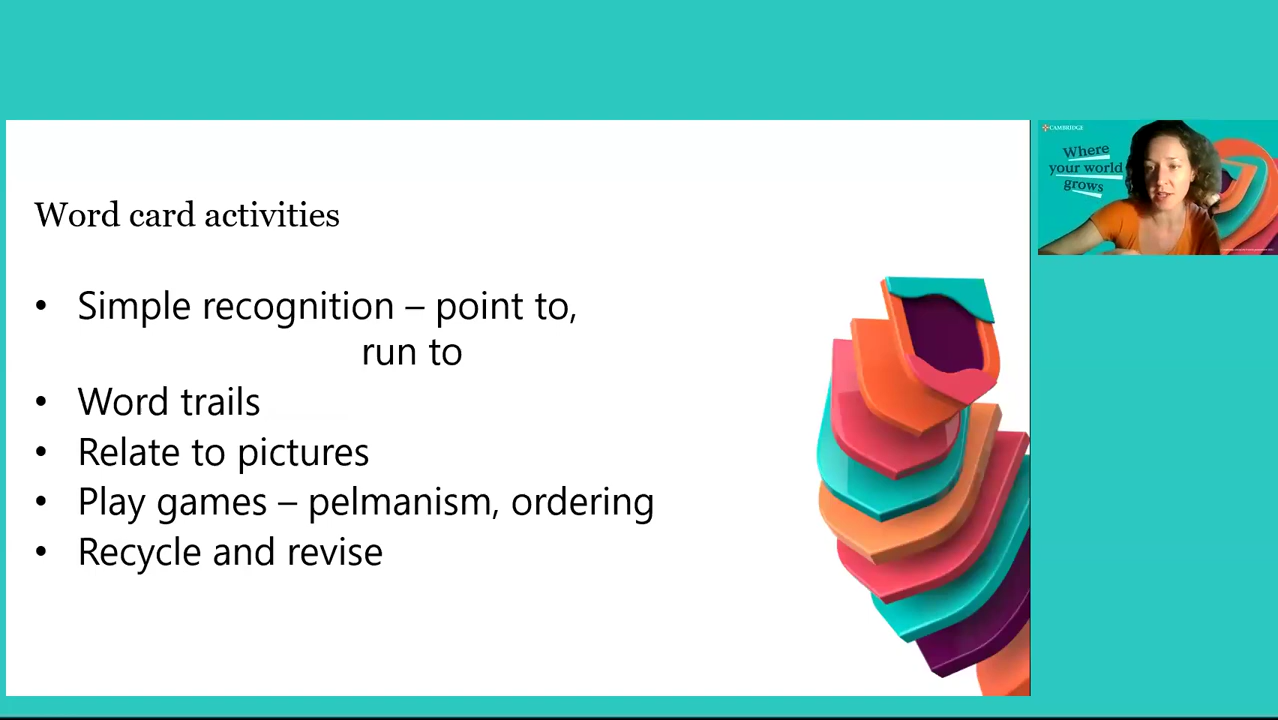 Word card activities
• Simple recognition – point to,
run to
• Word trails
• Relate to pictures
• Play games – pelmanism, ordering
• Recycle and revise
CAMBRIDGE
Where
your world
grows